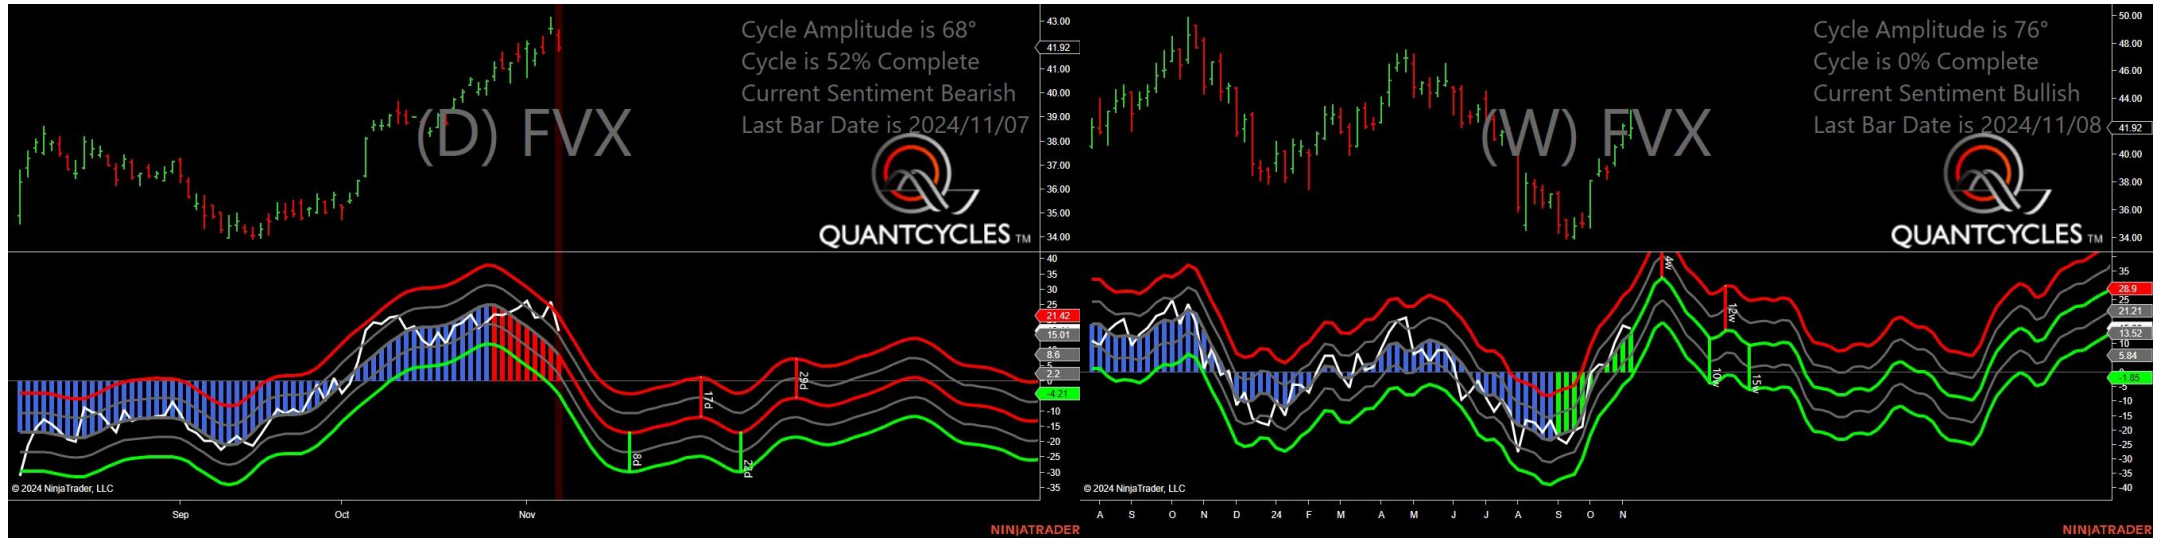 Cycle Amplitude is 68°
Cycle is 52% Complete
Current Sentiment Bearish
Last Bar Date is 2024/11/07
(D) FVX
QUANTCYCLES TM
43.00
41.92
41.00
40.00
39.00
38.00
37.00
36.00
35.00
34.00
40
35
30
25
21.42
15.01
8.6
2.2
-4.21
-10
-15
-20
-25
-30
-35
8d
17d
29d
© 2024 NinjaTrader, LLC
Sep Oct Nov
NINJATRADER
Cycle Amplitude is 76°
Cycle is 0% Complete
Current Sentiment Bullish
Last Bar Date is 2024/11/08
(W) FVX
QUANTCYCLES TM
50.00
48.00
46.00
44.00
41.92
40.00
38.00
36.00
34.00
35
28.9
25
21.21
13.52
10
5.84
-1.85
-5
-10
-15
-20
-25
-30
-35
-40
4w
12w
10w
15w
© 2024 NinjaTrader, LLC
A S O N D 24 F M A M J J A S O N
NINJATRADER